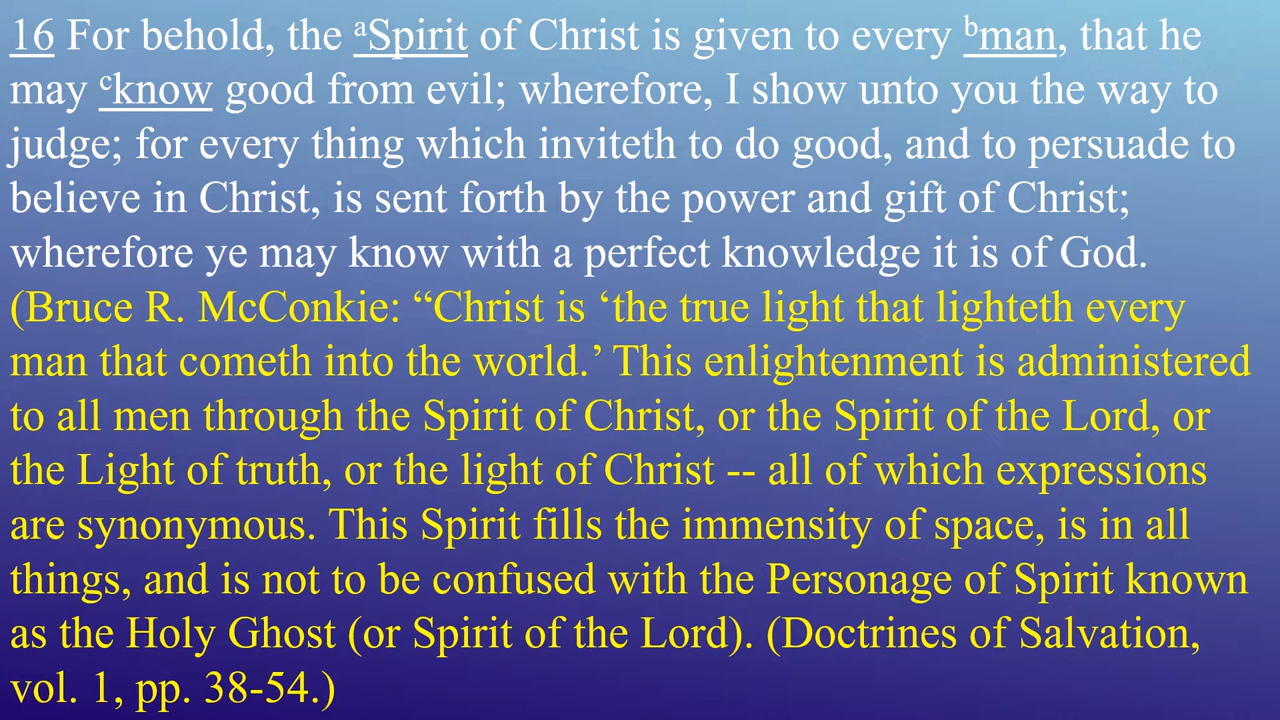 16 For behold, the aSpirit of Christ is given to every bman, that he
may cknow good from evil; wherefore, I show unto you the way to
judge; for every thing which inviteth to do good, and to persuade to
believe in Christ, is sent forth by the power and gift of Christ;
wherefore ye may know with a perfect knowledge it is of God.
(Bruce R. McConkie: “Christ is ‘the true light that lighteth every
man that cometh into the world.’ This enlightenment is administered
to all men through the Spirit of Christ, or the Spirit of the Lord, or
the Light of truth, or the light of Christ -- all of which expressions
are synonymous. This Spirit fills the immensity of space, is in all
things, and is not to be confused with the Personage of Spirit known
as the Holy Ghost (or Spirit of the Lord). (Doctrines of Salvation,
vol. 1, pp. 38-54.)